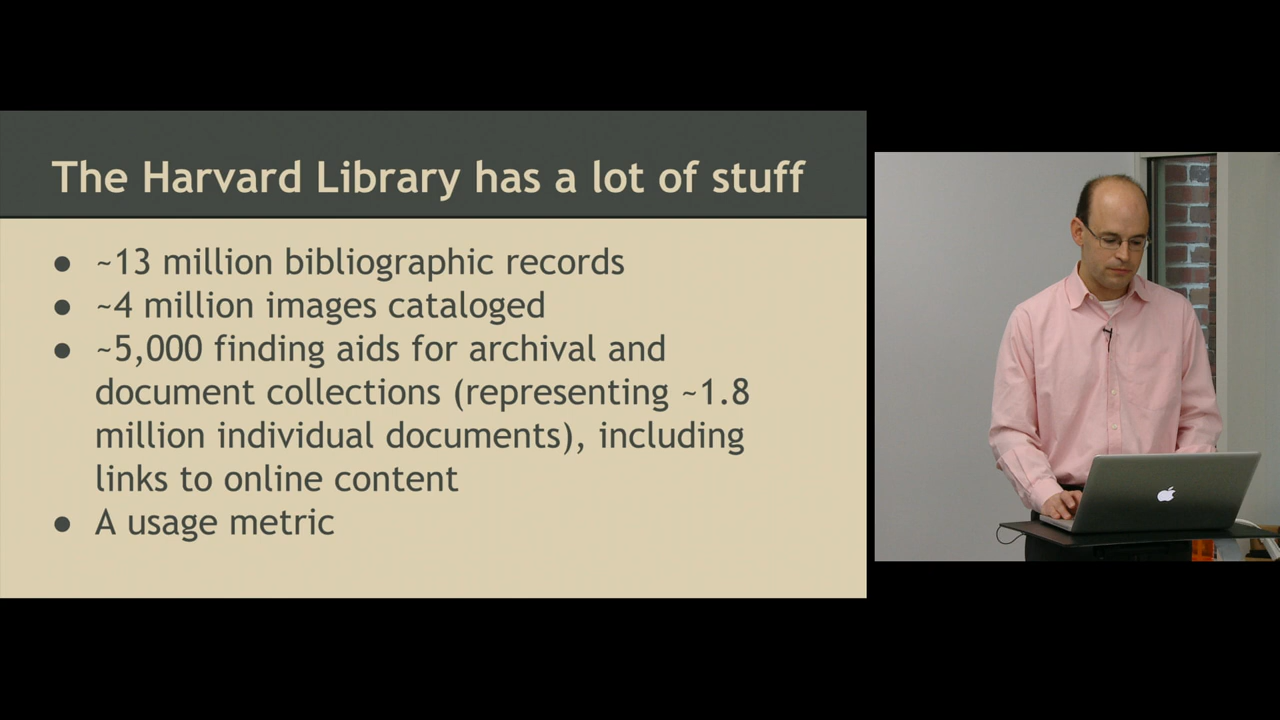 The Harvard Library has a lot of stuff
● ~13 million bibliographic records
● ~4 million images cataloged
● ~5,000 finding aids for archival and
document collections (representing ~1.8
million individual documents), including
links to online content
● A usage metric